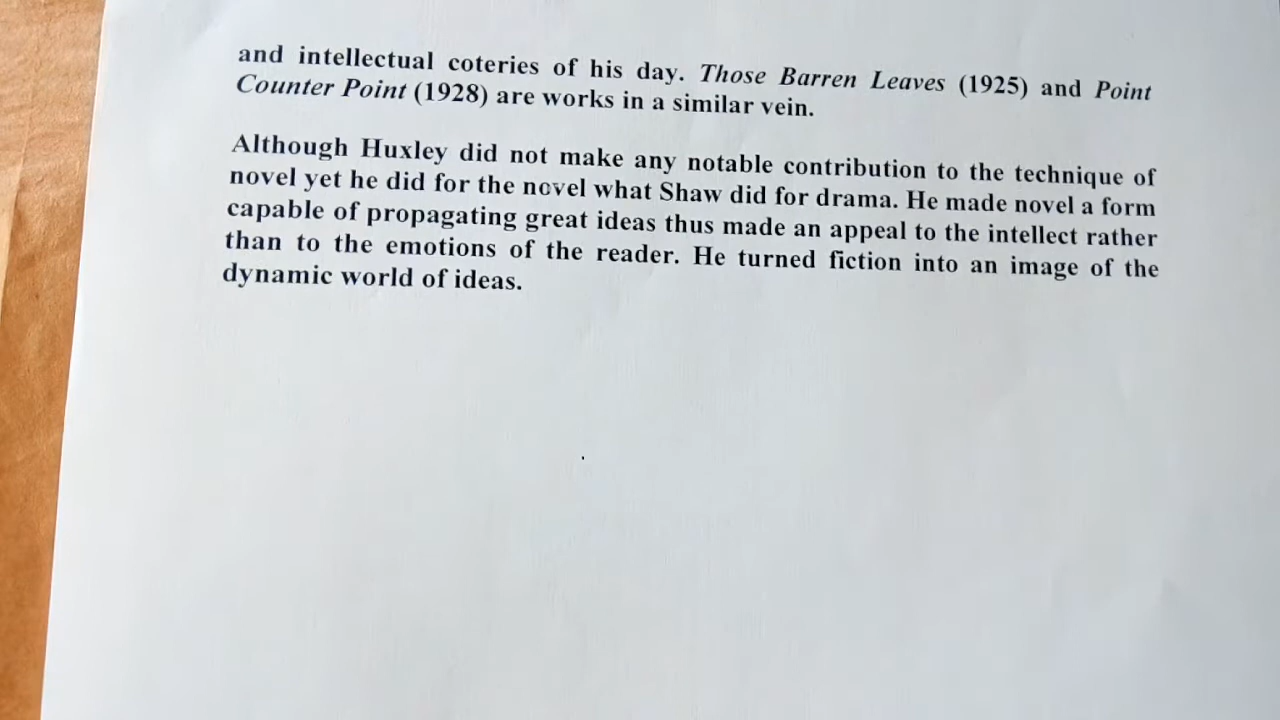 and intellectual coteries of his day. Those Barren Leaves (1925) and Point
Counter Point (1928) are works in a similar vein.
Although Huxley did not make any notable contribution to the technique of
novel yet he did for the novel what Shaw did for drama. He made novel a form
capable of propagating great ideas thus made an appeal to the intellect rather
than to the emotions of the reader. He turned fiction into an image of the
dynamic world of ideas.